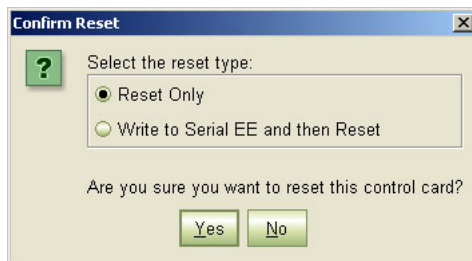 Confirm Reset
?
Select the reset type:
Reset Only
Write to Serial EE and then Reset
Are you sure you want to reset this control card?
Yes No